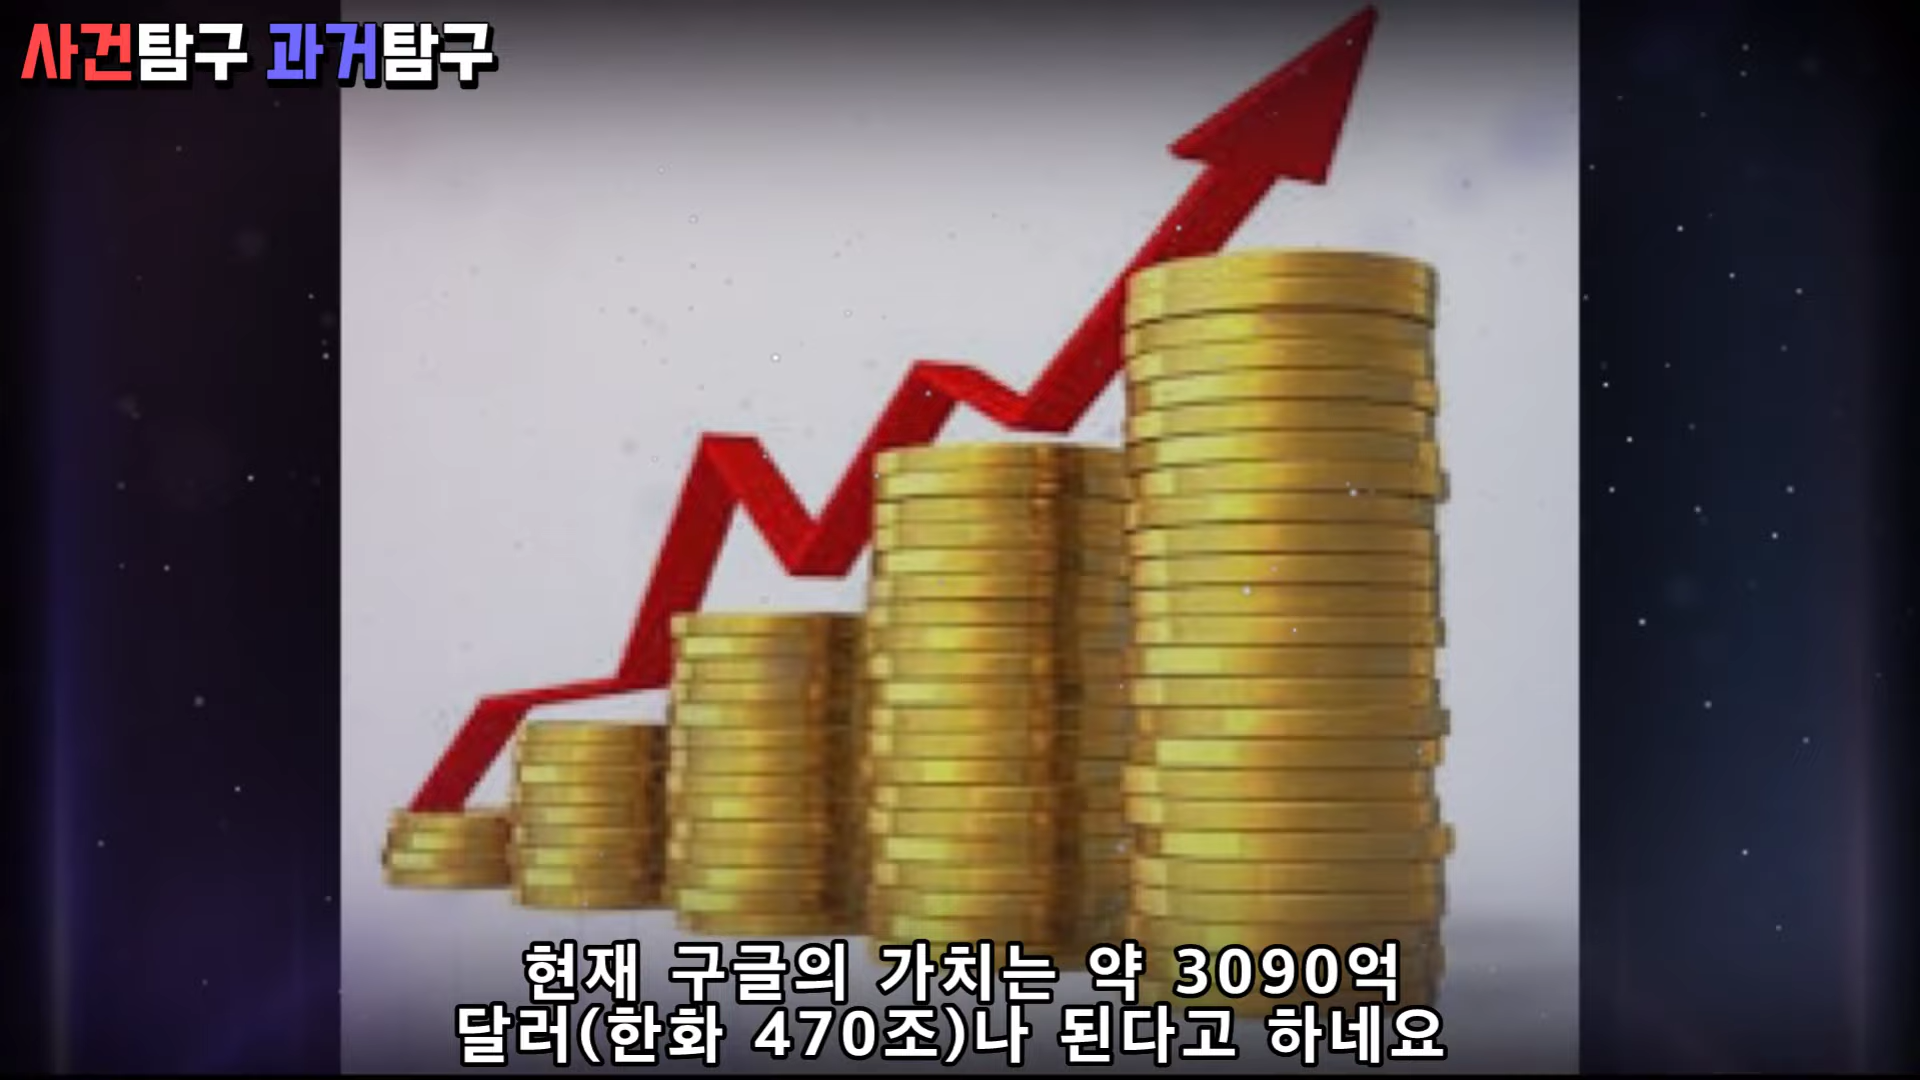 사건탐구 과거탐구
현재 구글의 가치는 약 3090억
달러(한화 470조)나 된다고 하네요